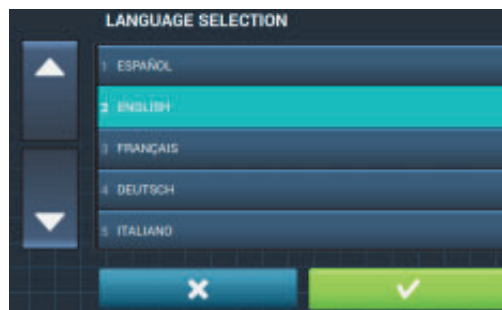 LANGUAGE SELECTION
1 ESPAÑOL
2 ENGLISH
3 FRANÇAIS
4 DEUTSCH
5 ITALIANO